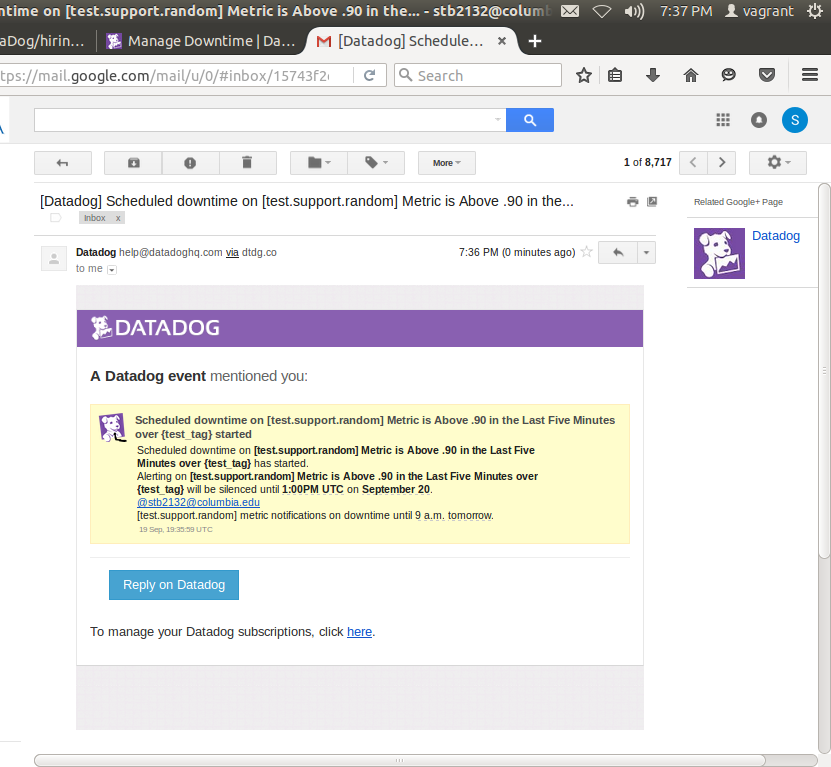 ntime on [test.support.random] Metric is Above .90 in the... - stb2132@colum
7:37 PM
vagrant
aDog/hirin...
Manage Downtime | Da...
[Datadog] Schedule...
tps://mail.google.com/mail/u/0/#inbox/15743f2
Search
S
More
1 of 8,717
[Datadog] Scheduled downtime on [test.support.random] Metric is Above .90 in the...
Inbox x
Related Google+ Page
Datadog
Datadog help@datadoghq.com via dtdg.co
7:36 PM (0 minutes ago)
to me
DATADOG
A Datadog event mentioned you:
Scheduled downtime on [test.support.random] Metric is Above .90 in the Last Five Minutes
over {test_tag} started
Scheduled downtime on [test.support.random] Metric is Above .90 in the Last Five
Minutes over {test_tag} has started.
Alerting on [test.support.random] Metric is Above .90 in the Last Five Minutes over
{test_tag} will be silenced until 1:00PM UTC on September 20.
@stb2132@columbia.edu
[test.support.random] metric notifications on downtime until 9 a.m. tomorrow.
19 Sep, 19:35:59 UTC
Reply on Datadog
To manage your Datadog subscriptions, click here.